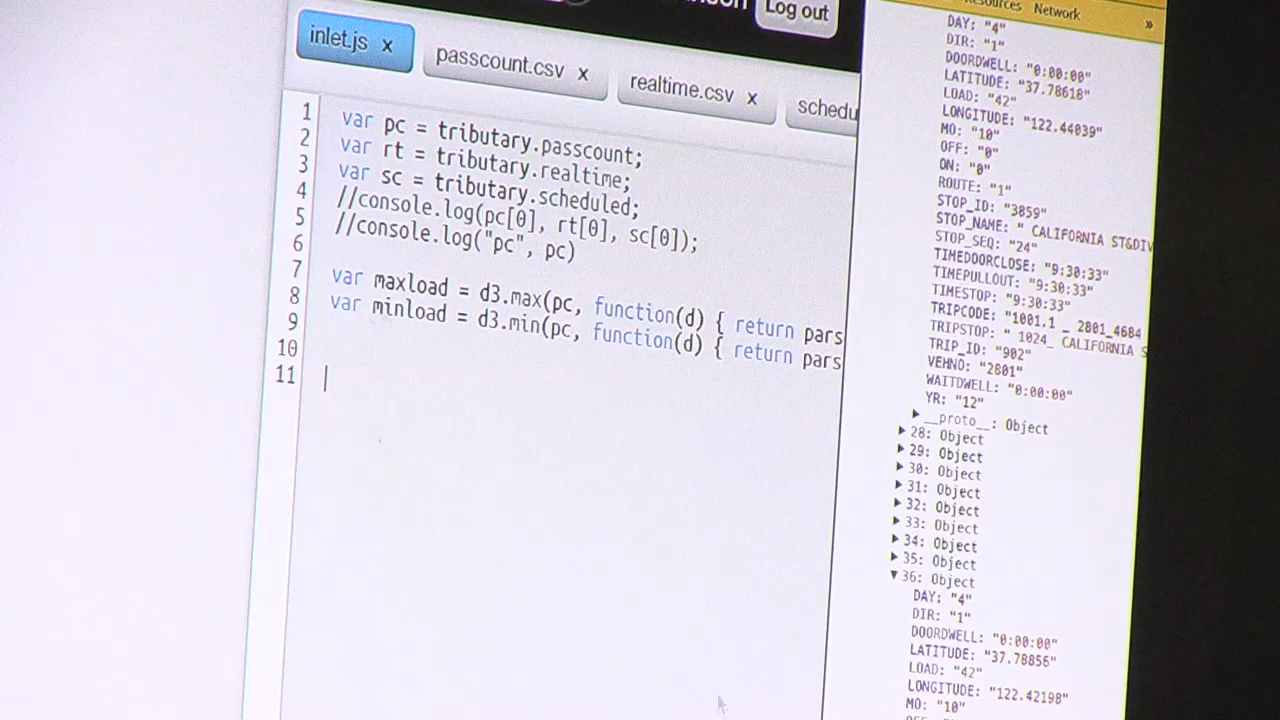 Log out
inlet.js x
passcount.csv x
realtime.csv x
schedu
1 var pc = tributary.passcount;
2 var rt = tributary.realtime;
3 var sc = tributary.scheduled;
4 //console.log(pc[0], rt[0], sc[0]);
5 //console.log("pc", pc)
6
7 var maxload = d3.max(pc, function(d) { return pars
8 var minload = d3.min(pc, function(d) { return pars
9
10
11
Network »
DAY: "4"
DIR: "1"
DOORDWELL: "0:00:00"
LATITUDE: "37.78618"
LOAD: "42"
LONGITUDE: "122.44039"
MO: "10"
OFF: "0"
ON: "0"
ROUTE: "1"
STOP_ID: "3859"
STOP_NAME: " CALIFORNIA ST&DIV
STOP_SEQ: "24"
TIMEDOORCLOSE: "9:30:33"
TIMEPULLOUT: "9:30:33"
TIMESTOP: "9:30:33"
TRIPCODE: "1001.1 _ 2801_4684
TRIPSTOP: " 1024_ CALIFORNIA S
TRIP_ID: "902"
VEHNO: "2801"
WAITDWELL: "0:00:00"
YR: "12"
▶ __proto__: Object
▶ 28: Object
▶ 29: Object
▶ 30: Object
▶ 31: Object
▶ 32: Object
▶ 33: Object
▶ 34: Object
▶ 35: Object
▼ 36: Object
DAY: "4"
DIR: "1"
DOORDWELL: "0:00:00"
LATITUDE: "37.78856"
LOAD: "42"
LONGITUDE: "122.42198"
MO: "10"